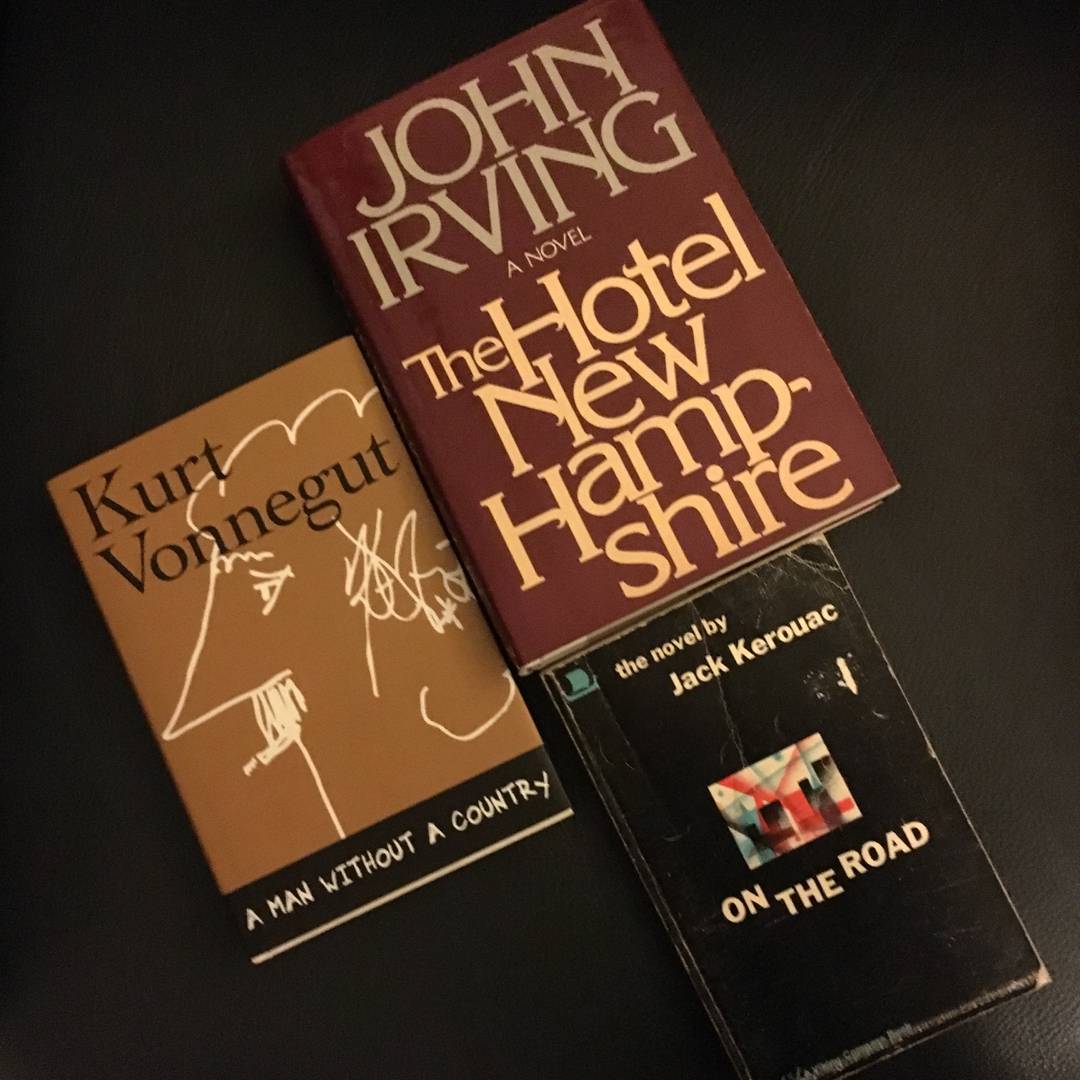 JOHN
IRVING
A NOVEL
The Hotel
New
Hamp-
shire
Kurt
Vonnegut
A MAN WITHOUT A COUNTRY
the novel by
Jack Kerouac
ON THE ROAD